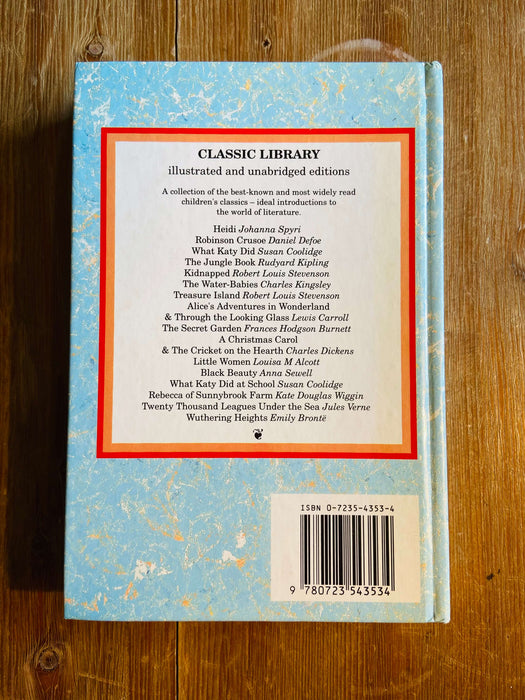 CLASSIC LIBRARY
illustrated and unabridged editions
A collection of the best-known and most widely read
children's classics – ideal introductions to
the world of literature.
Heidi Johanna Spyri
Robinson Crusoe Daniel Defoe
What Katy Did Susan Coolidge
The Jungle Book Rudyard Kipling
Kidnapped Robert Louis Stevenson
The Water-Babies Charles Kingsley
Treasure Island Robert Louis Stevenson
Alice's Adventures in Wonderland
& Through the Looking Glass Lewis Carroll
The Secret Garden Frances Hodgson Burnett
A Christmas Carol
& The Cricket on the Hearth Charles Dickens
Little Women Louisa M Alcott
Black Beauty Anna Sewell
What Katy Did at School Susan Coolidge
Rebecca of Sunnybrook Farm Kate Douglas Wiggin
Twenty Thousand Leagues Under the Sea Jules Verne
Wuthering Heights Emily Brontë
ISBN 0-7235-4353-4
9 780723 543534